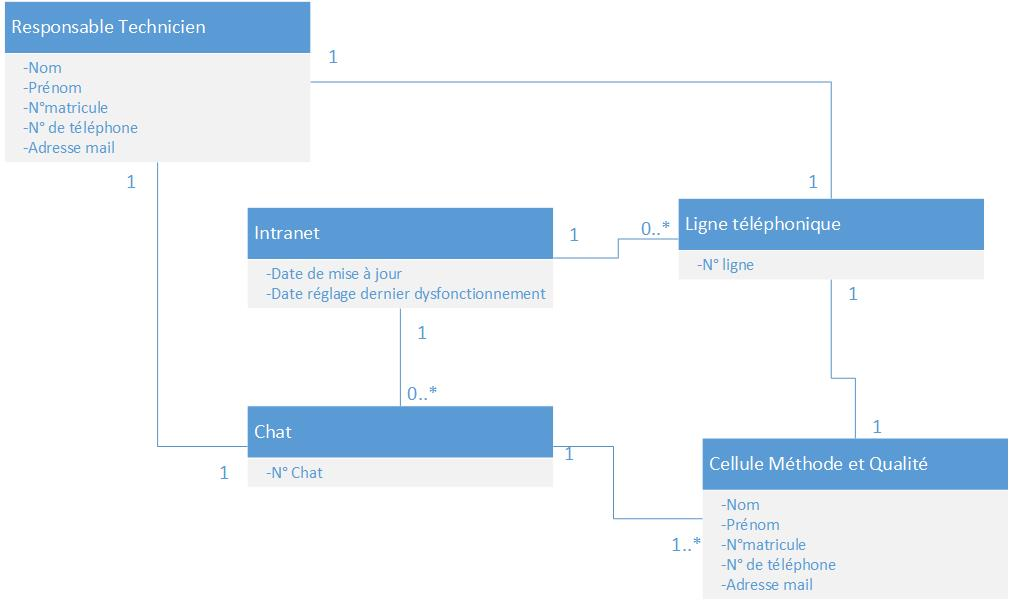 Responsable Technicien
-Nom
-Prénom
-N°matricule
-N° de téléphone
-Adresse mail
1
1
1
1
Intranet
-Date de mise à jour
-Date réglage dernier dysfonctionnement
1
0..*
Ligne téléphonique
-N° ligne
1
1
0..*
Chat
-N° Chat
1
1
1
Cellule Méthode et Qualité
-Nom
-Prénom
-N°matricule
-N° de téléphone
-Adresse mail
1..*